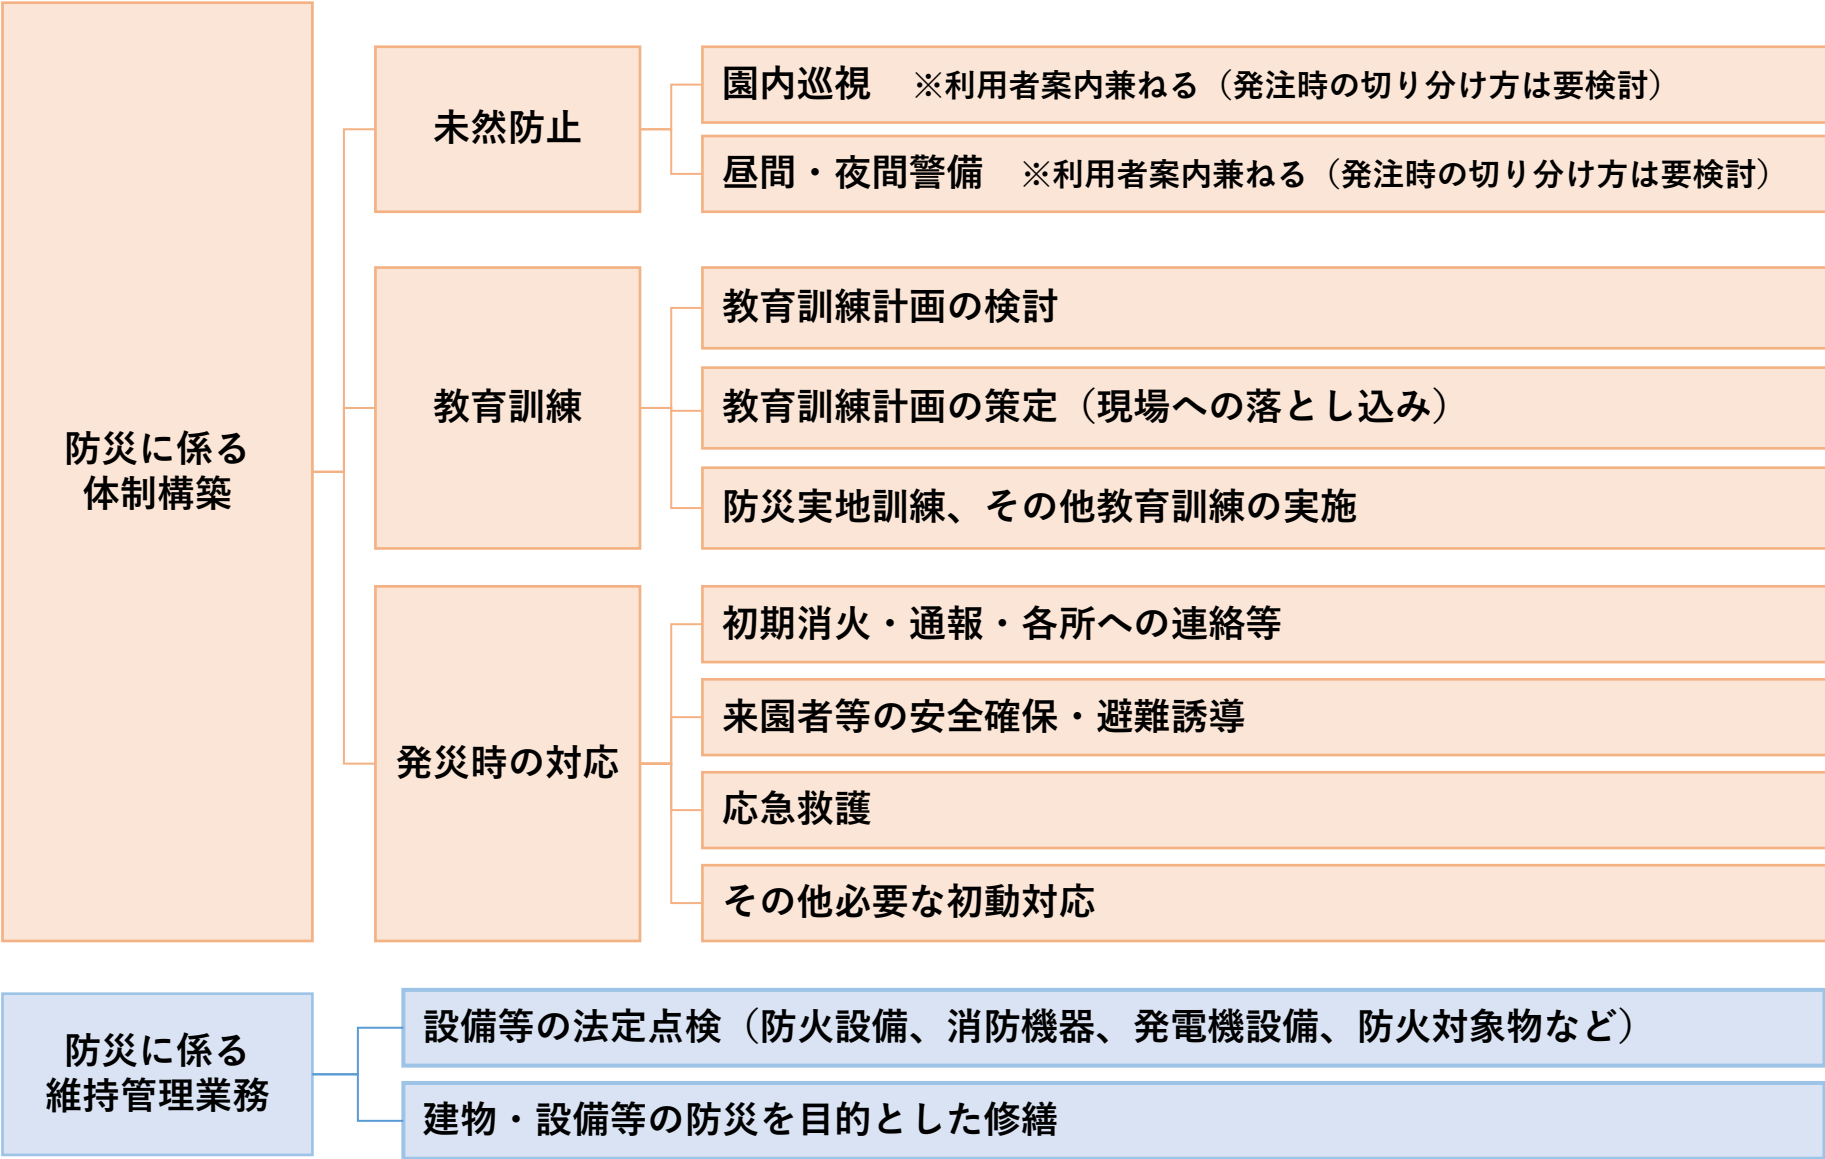 防災に係る
体制構築
未然防止
園内巡視　※利用者案内兼ねる（発注時の切り分け方は要検討）
昼間・夜間警備　※利用者案内兼ねる（発注時の切り分け方は要検討）
教育訓練
教育訓練計画の検討
教育訓練計画の策定（現場への落とし込み）
防災実地訓練、その他教育訓練の実施
発災時の対応
初期消火・通報・各所への連絡等
来園者等の安全確保・避難誘導
応急救護
その他必要な初動対応
防災に係る
維持管理業務
設備等の法定点検（防火設備、消防機器、発電機設備、防火対象物など）
建物・設備等の防災を目的とした修繕